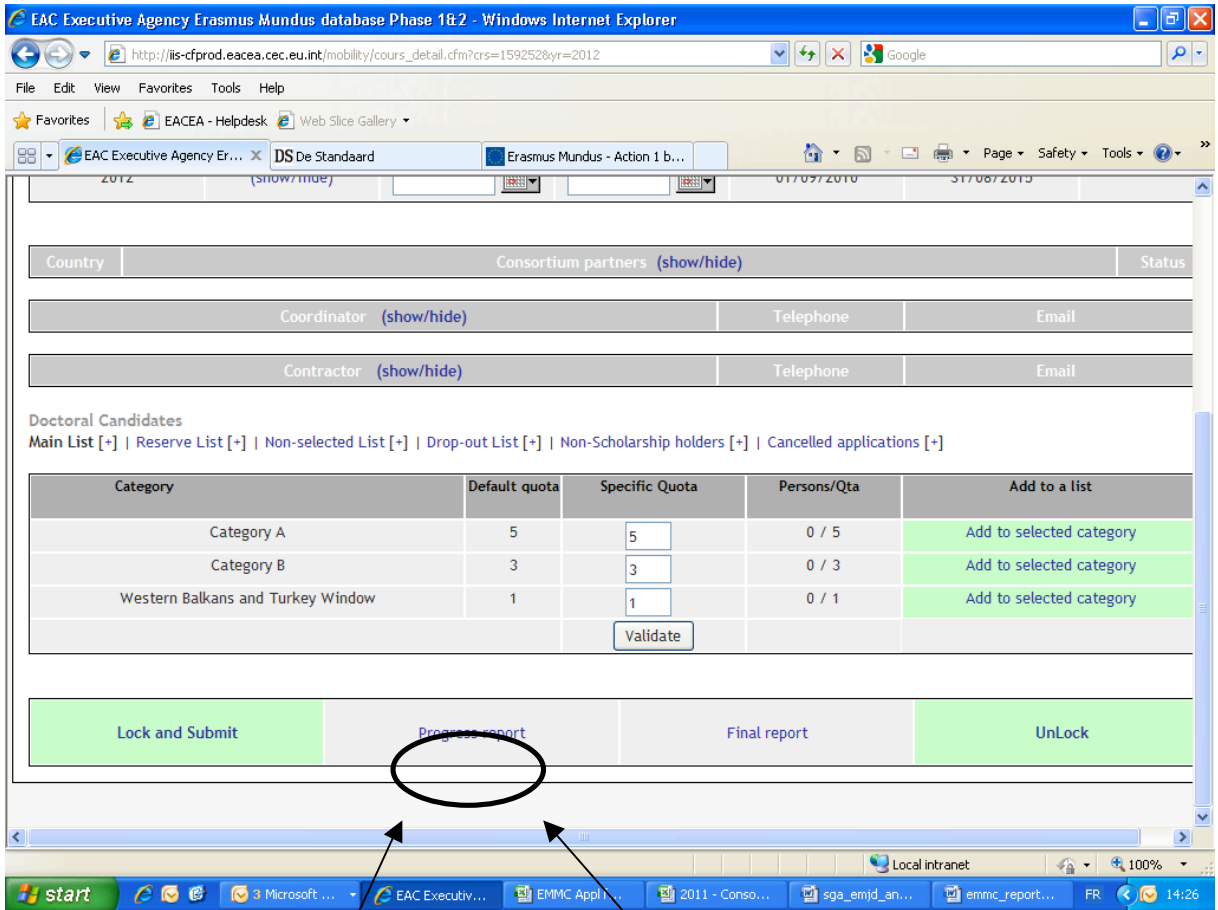 EAC Executive Agency Erasmus Mundus database Phase 1&2 - Windows Internet Explorer
http://iis-cfprod.eacea.cec.eu.int/mobility/cours_detail.cfm?crs=159252&yr=2012 Google
File Edit View Favorites Tools Help
Favorites EACEA - Helpdesk Web Slice Gallery
EAC Executive Agency Er... X DS De Standaard Erasmus Mundus - Action 1 b... Page Safety Tools »
2012 (show/hide) 01/09/2010 31/08/2015
Country Consortium partners (show/hide) Status
Coordinator (show/hide) Telephone Email
Contractor (show/hide) Telephone Email
Doctoral Candidates
Main List [+] | Reserve List [+] | Non-selected List [+] | Drop-out List [+] | Non-Scholarship holders [+] | Cancelled applications [+]
Category Default quota Specific Quota Persons/Qta Add to a list
Category A 5 5 0 / 5 Add to selected category
Category B 3 3 0 / 3 Add to selected category
Western Balkans and Turkey Window 1 1 0 / 1 Add to selected category
Validate
Lock and Submit Progress report Final report UnLock
Local intranet 100%
start 3 Microsoft ... EAC Executiv... EMMC Appl ... 2011 - Conso... sga_emjd_an... emmc_report... FR 14:26